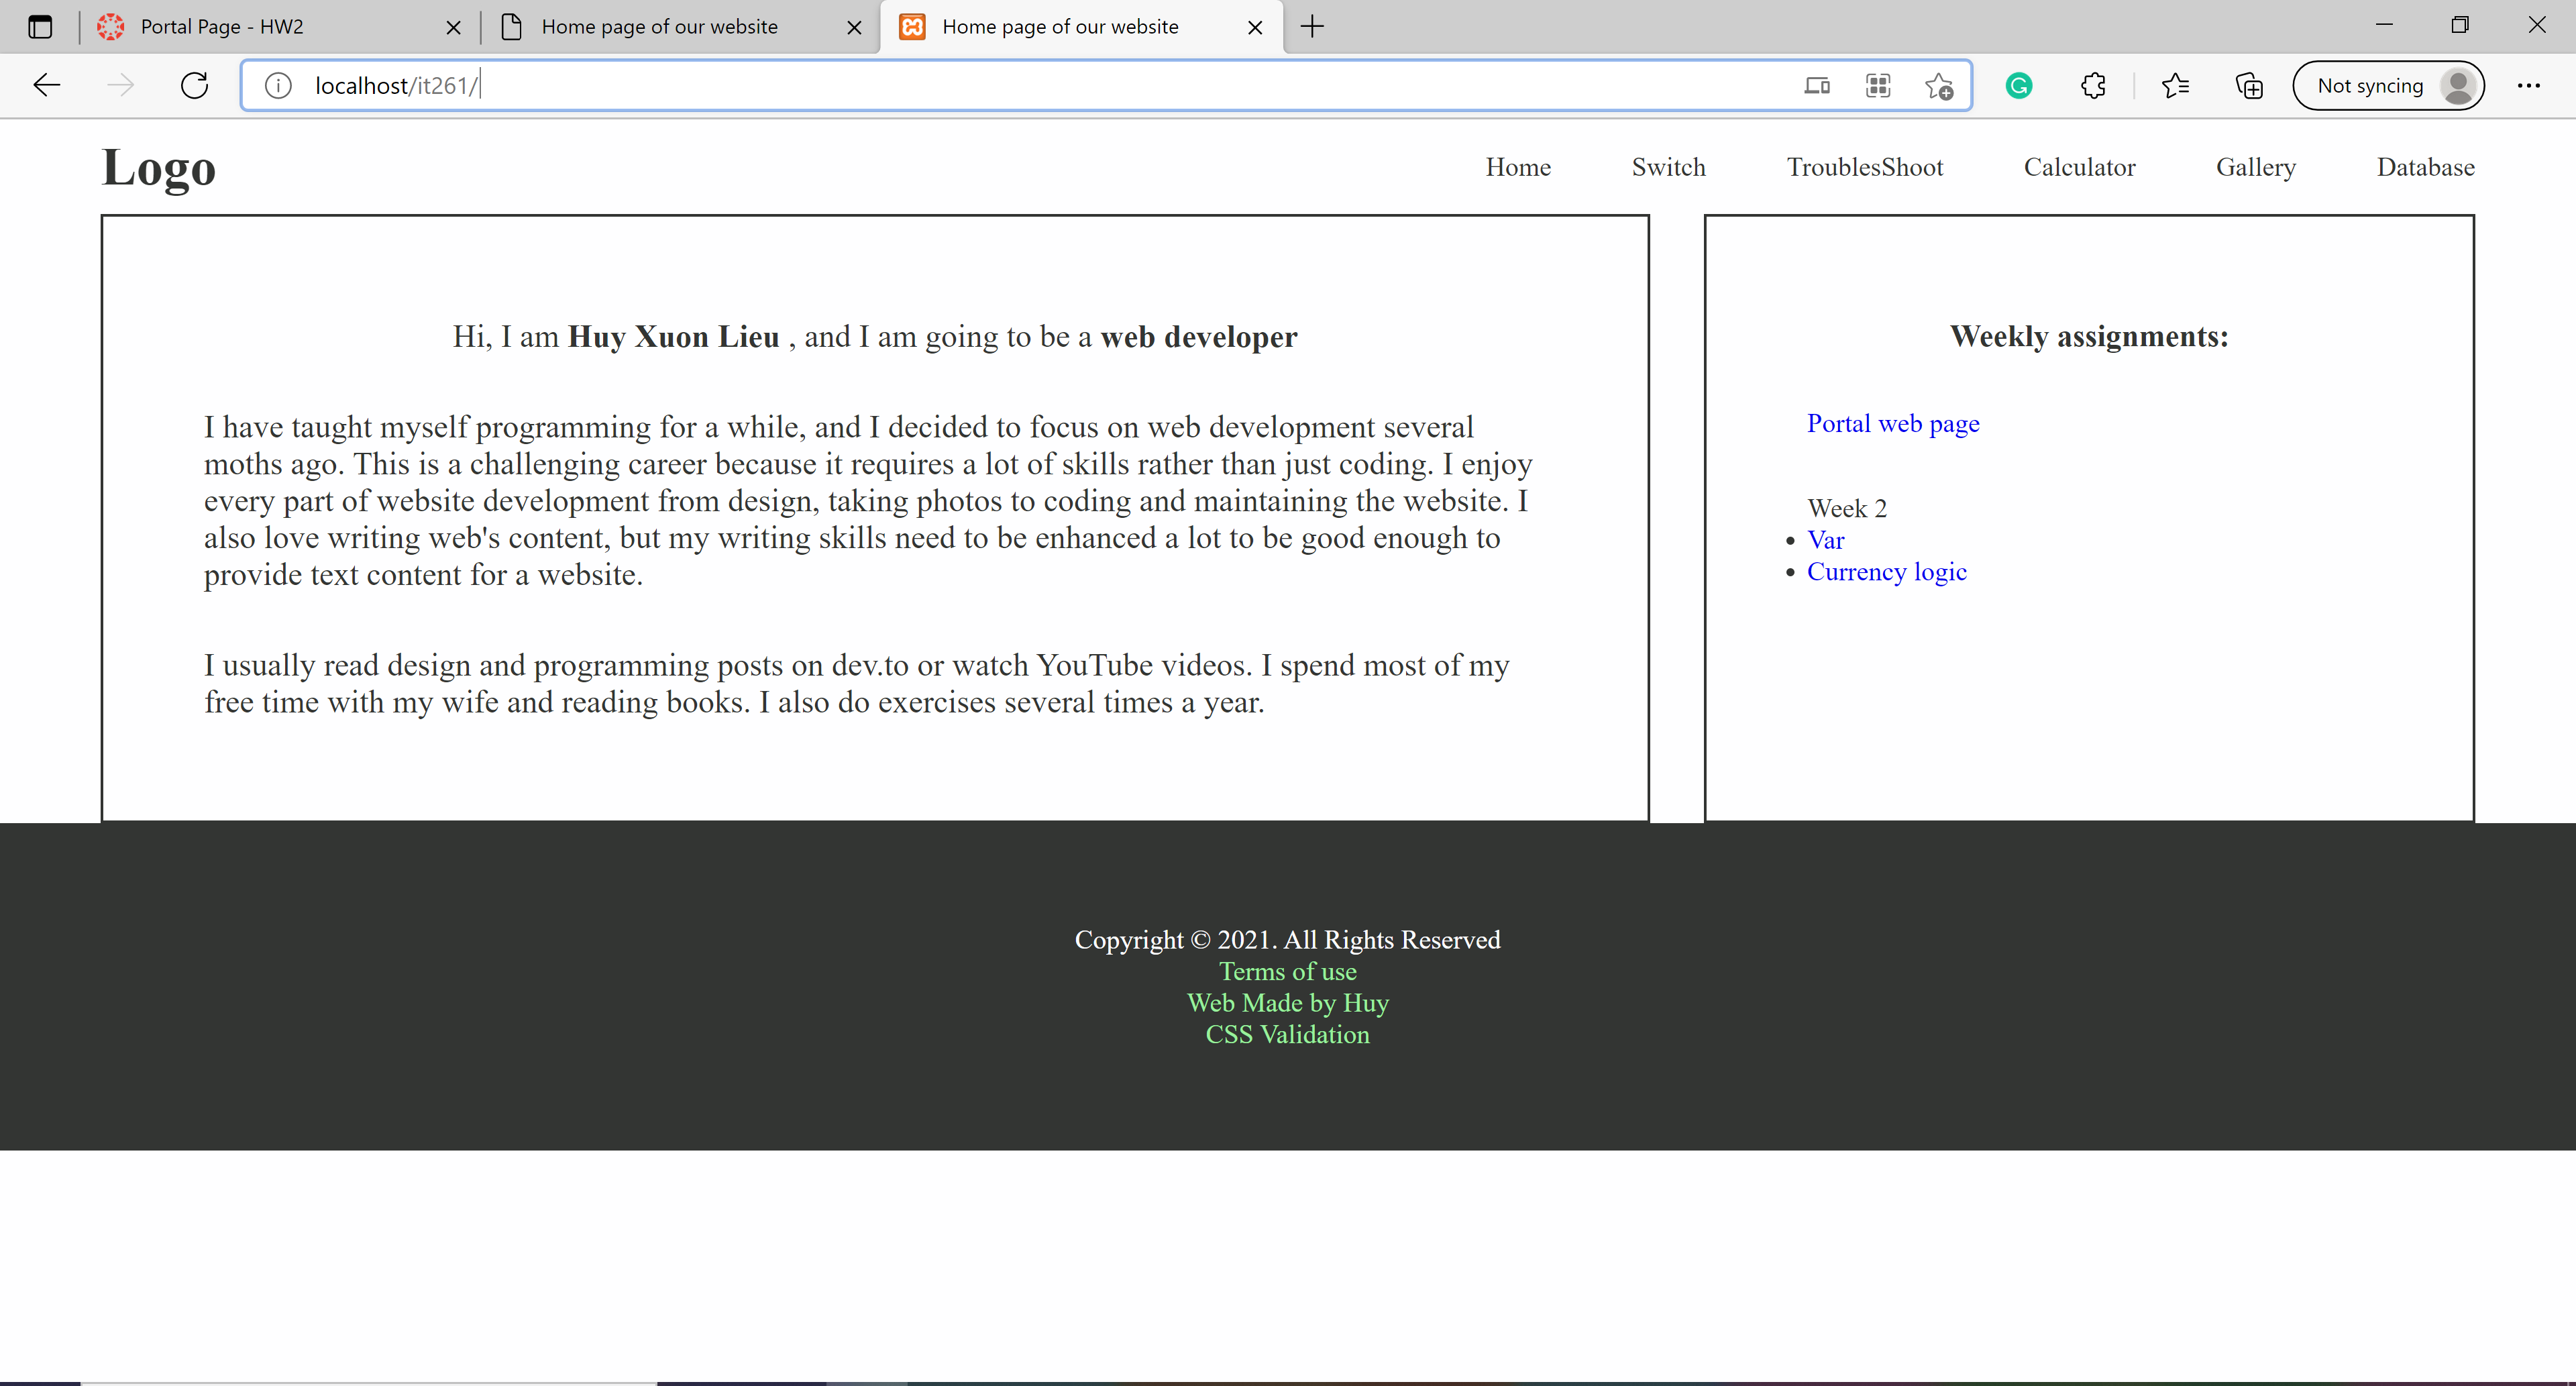 Portal Page - HW2
Home page of our website
Home page of our website
localhost/it261/
Not syncing
Logo
Home
Switch
TroublesShoot
Calculator
Gallery
Database
Hi, I am Huy Xuon Lieu , and I am going to be a web developer
I have taught myself programming for a while, and I decided to focus on web development several
moths ago. This is a challenging career because it requires a lot of skills rather than just coding. I enjoy
every part of website development from design, taking photos to coding and maintaining the website. I
also love writing web's content, but my writing skills need to be enhanced a lot to be good enough to
provide text content for a website.
I usually read design and programming posts on dev.to or watch YouTube videos. I spend most of my
free time with my wife and reading books. I also do exercises several times a year.
Weekly assignments:
Portal web page
Week 2
Var
Currency logic
Copyright © 2021. All Rights Reserved
Terms of use
Web Made by Huy
CSS Validation